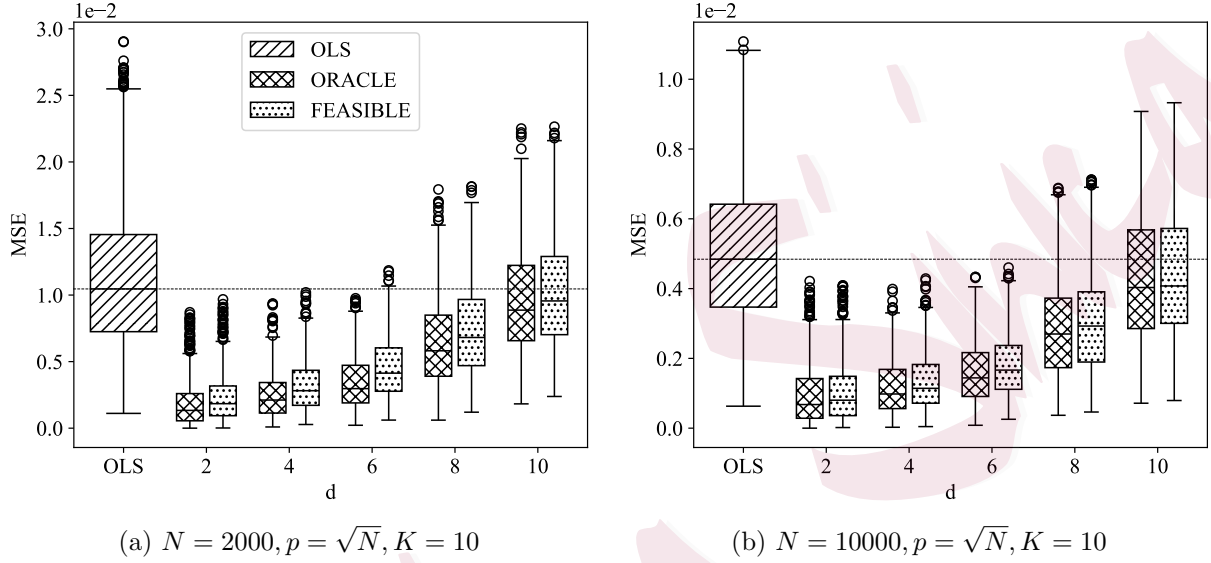 1e−2
MSE
3.0
2.5
2.0
1.5
1.0
0.5
0.0
OLS
ORACLE
FEASIBLE
OLS 2 4 6 8 10
d
(a) N = 2000, p = √N, K = 10
1e−2
MSE
1.0
0.8
0.6
0.4
0.2
0.0
OLS 2 4 6 8 10
d
(b) N = 10000, p = √N, K = 10